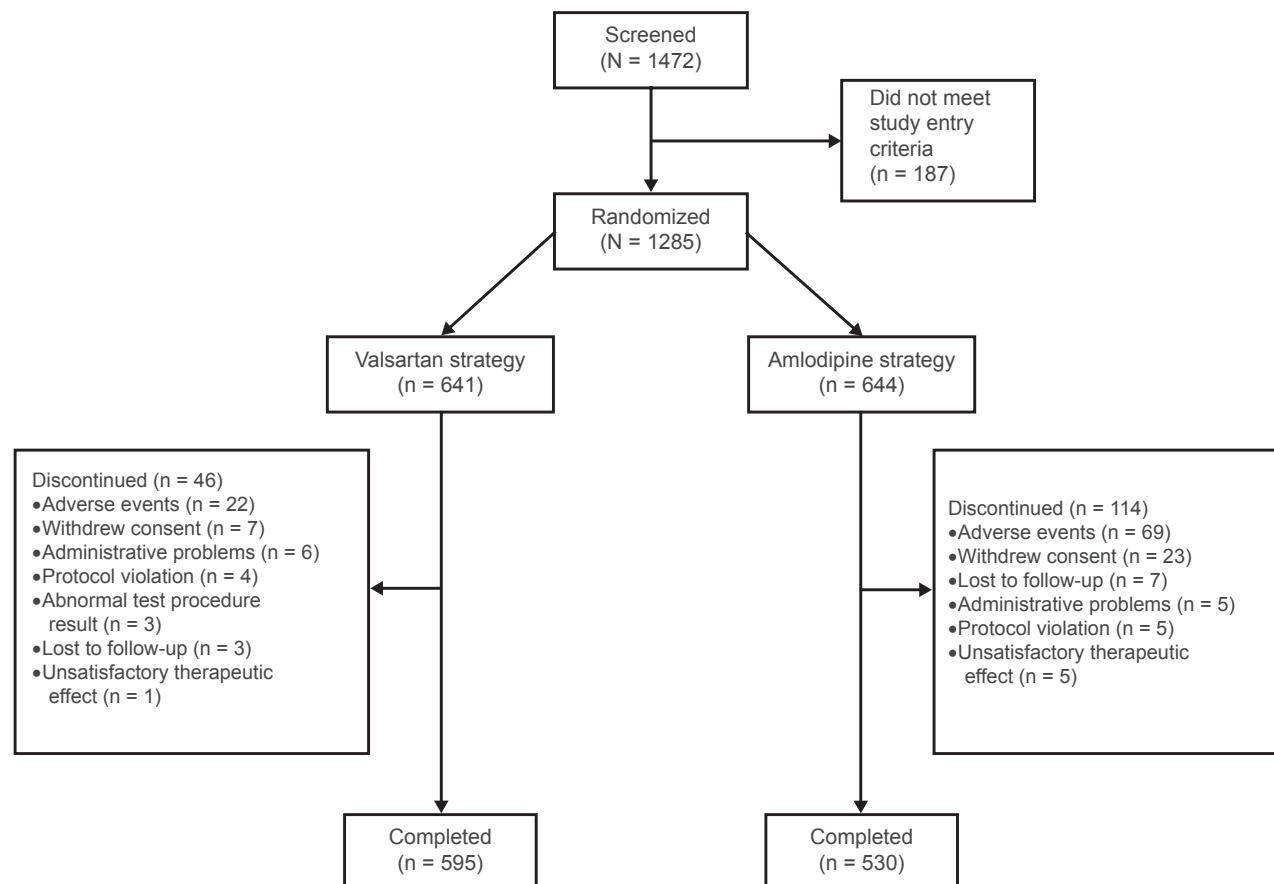 Screened
(N = 1472)
Did not meet
study entry
criteria
(n = 187)
Randomized
(N = 1285)
Valsartan strategy
(n = 641)
Amlodipine strategy
(n = 644)
Discontinued (n = 46)
•Adverse events (n = 22)
•Withdrew consent (n = 7)
•Administrative problems (n = 6)
•Protocol violation (n = 4)
•Abnormal test procedure
result (n = 3)
•Lost to follow-up (n = 3)
•Unsatisfactory therapeutic
effect (n = 1)
Discontinued (n = 114)
•Adverse events (n = 69)
•Withdrew consent (n = 23)
•Lost to follow-up (n = 7)
•Administrative problems (n = 5)
•Protocol violation (n = 5)
•Unsatisfactory therapeutic
effect (n = 5)
Completed
(n = 595)
Completed
(n = 530)